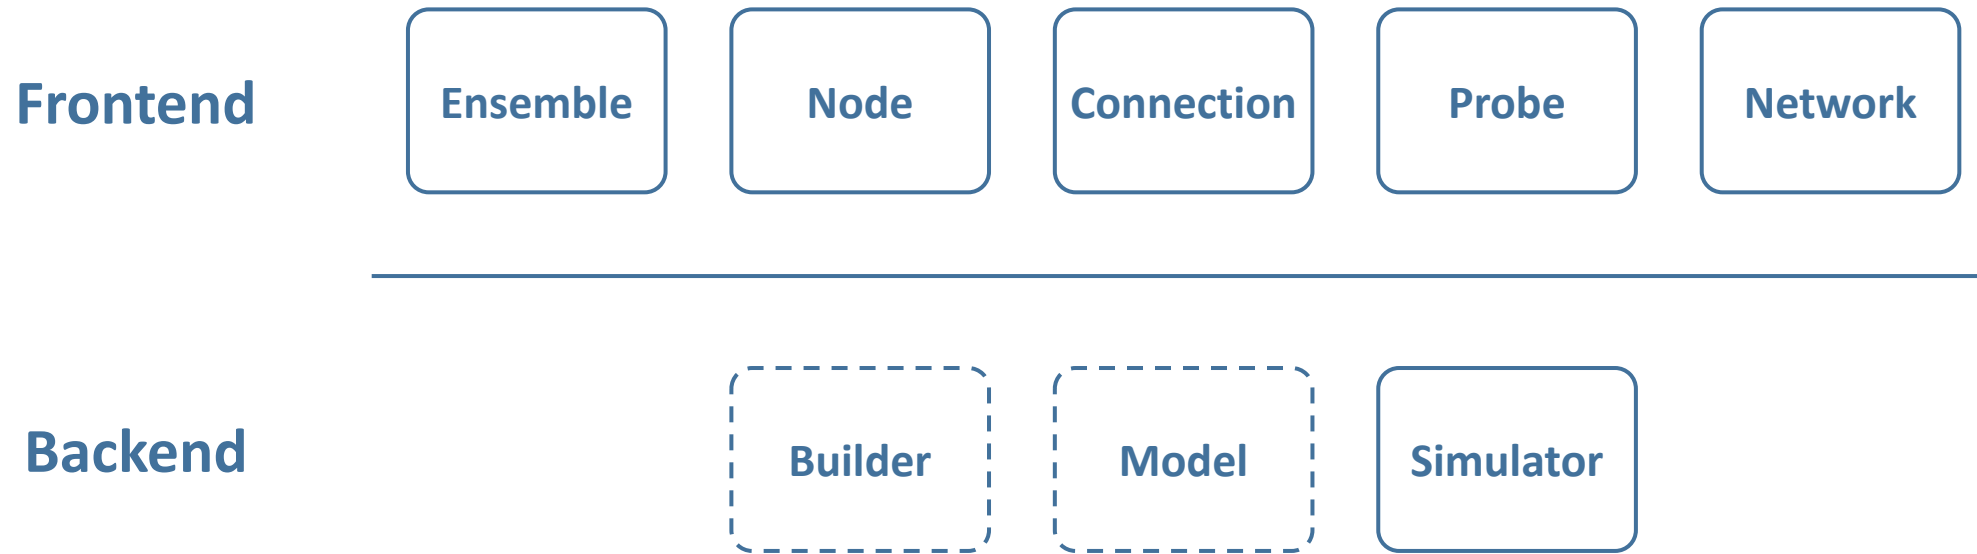 Frontend
Ensemble
Node
Connection
Probe
Network
Backend
Builder
Model
Simulator